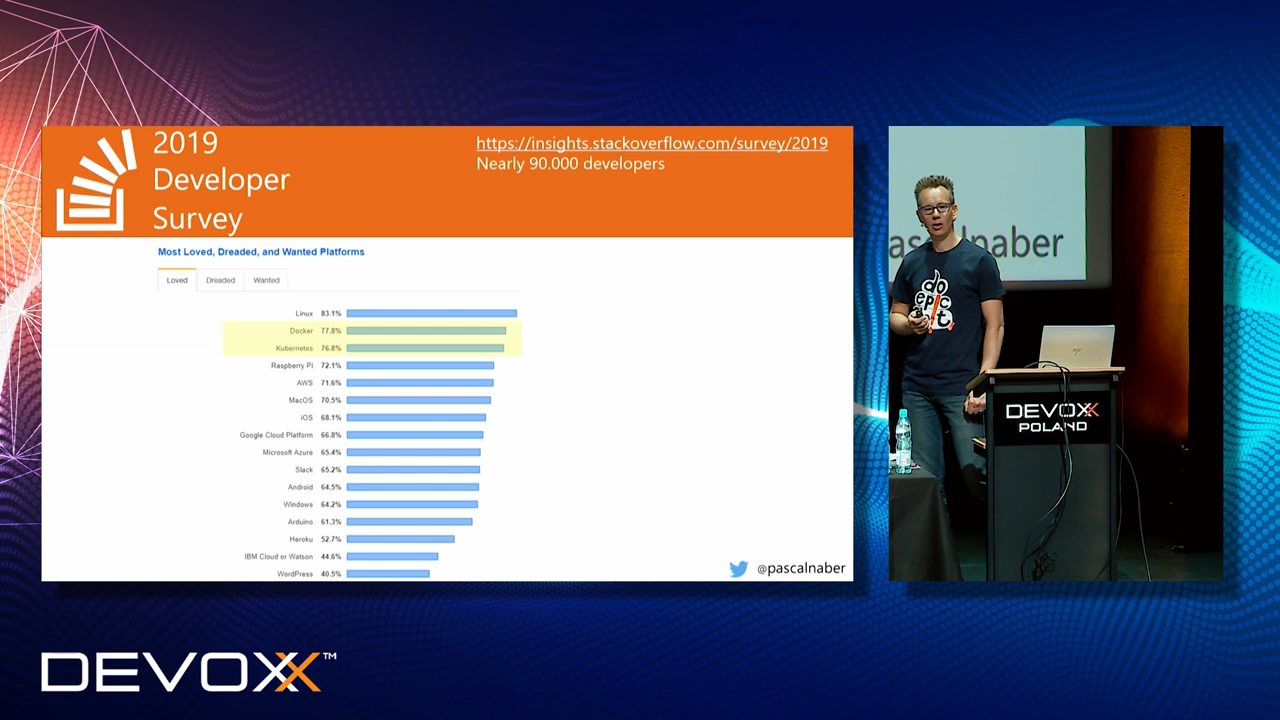 2019
Developer
Survey
https://insights.stackoverflow.com/survey/2019
Nearly 90.000 developers
Most Loved, Dreaded, and Wanted Platforms
Loved Dreaded Wanted
Linux 83.1%
Docker 77.8%
Kubernetes 76.8%
Raspberry Pi 72.1%
AWS 71.6%
MacOS 70.5%
iOS 68.1%
Google Cloud Platform 66.8%
Microsoft Azure 65.4%
Slack 65.2%
Android 64.5%
Windows 64.2%
Arduino 61.3%
Heroku 52.7%
IBM Cloud or Watson 44.6%
WordPress 40.5%
@pascalnaber
ascalnaber
do
epic
DEVOXX
POLAND
DEVOXX™